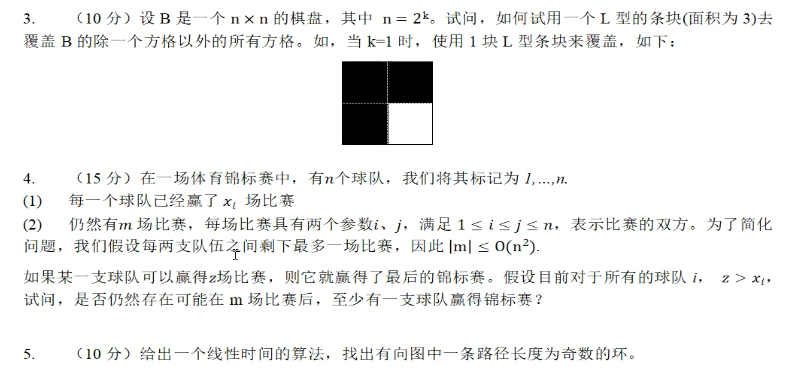 3. （10 分）设 B 是一个 n × n 的棋盘，其中 n = 2ᵏ。试问，如何试用一个 L 型的条块(面积为 3)去
覆盖 B 的除一个方格以外的所有方格。如，当 k=1 时，使用 1 块 L 型条块来覆盖，如下：
4. （15 分）在一场体育锦标赛中，有n个球队，我们将其标记为 1,...,n.
(1) 每一个球队已经赢了 xᵢ 场比赛
(2) 仍然有m 场比赛，每场比赛具有两个参数i、j，满足 1 ≤ i ≤ j ≤ n，表示比赛的双方。为了简化
问题，我们假设每两支队伍之间剩下最多一场比赛，因此 |m| ≤ O(n²).
如果某一支球队可以赢得z场比赛，则它就赢得了最后的锦标赛。假设目前对于所有的球队 i， z > xᵢ，
试问，是否仍然存在可能在 m 场比赛后，至少有一支球队赢得锦标赛？
5. （10 分）给出一个线性时间的算法，找出有向图中一条路径长度为奇数的环。